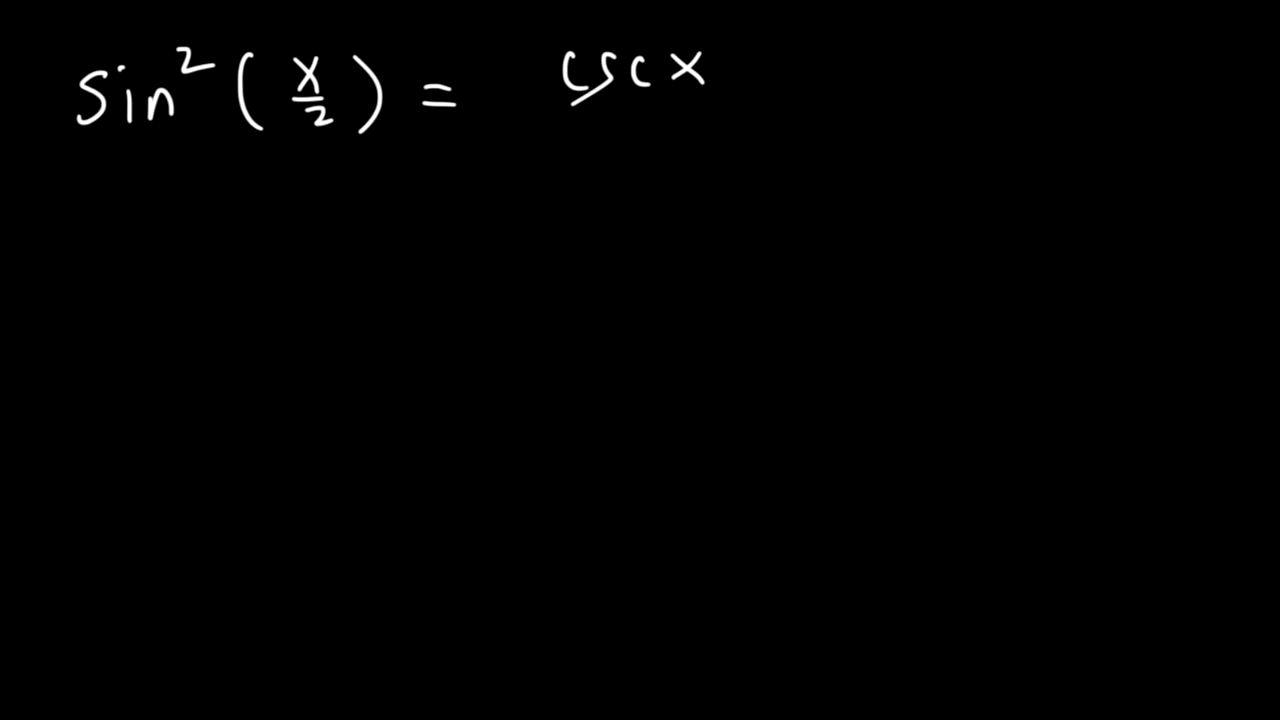 Sin² ( x/2 ) = csc x